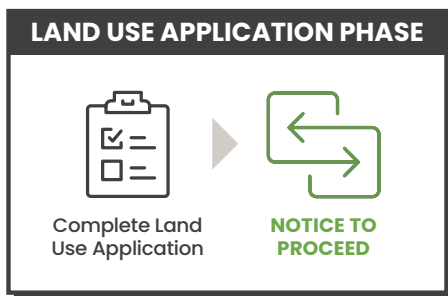 LAND USE APPLICATION PHASE
Complete Land
Use Application
NOTICE TO
PROCEED